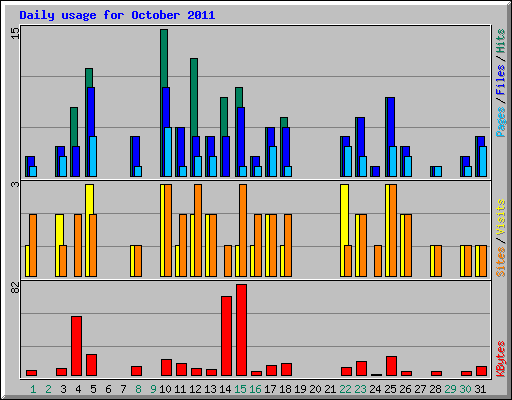 Daily usage for October 2011
15
3
82
Pages / Files / Hits
Sites / Visits
KBytes
1 2 3 4 5 6 7 8 9 10 11 12 13 14 15 16 17 18 19 20 21 22 23 24 25 26 27 28 29 30 31